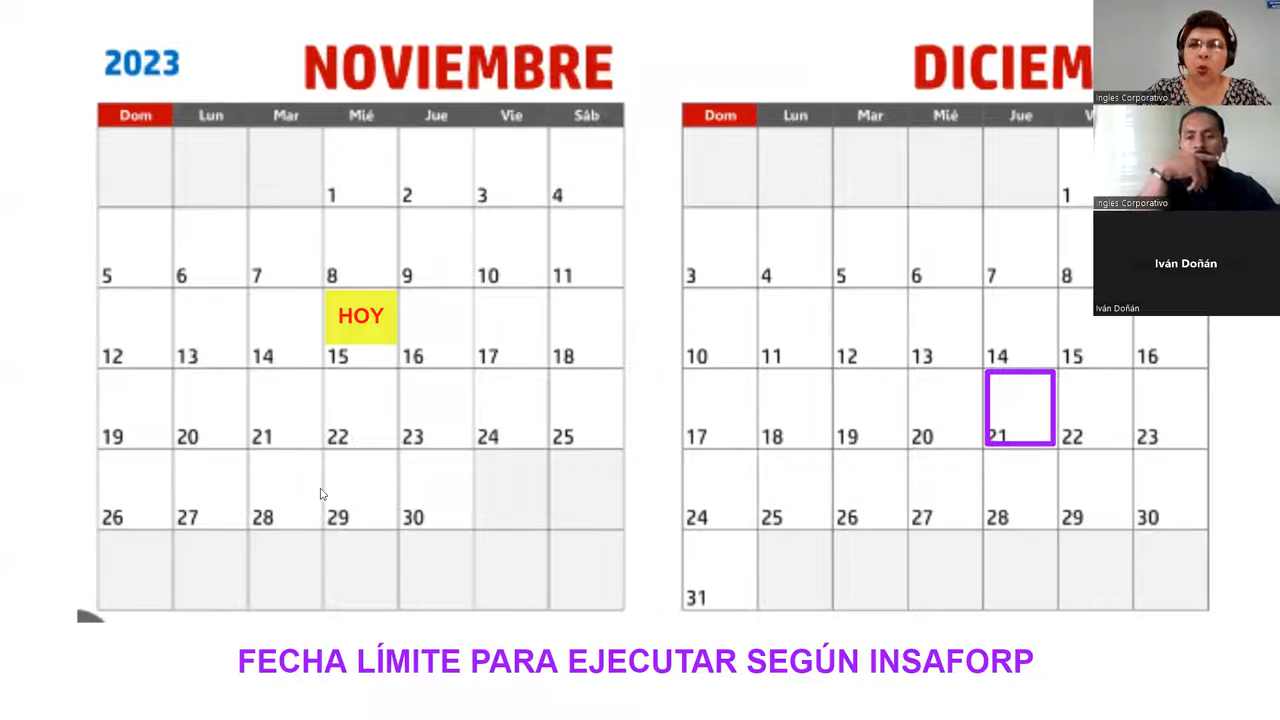 2023 NOVIEMBRE DICIEM
Dom Lun Mar Mié Jue Vie Sáb
1 2 3 4
5 6 7 8 9 10 11
HOY
12 13 14 15 16 17 18
19 20 21 22 23 24 25
26 27 28 29 30
Dom Lun Mar Mié Jue V
1
3 4 5 6 7 8
10 11 12 13 14 15 16
17 18 19 20 21 22 23
24 25 26 27 28 29 30
31
FECHA LÍMITE PARA EJECUTAR SEGÚN INSAFORP
Ingles Corporativo
Ingles Corporativo
Iván Doñán
Iván Doñán